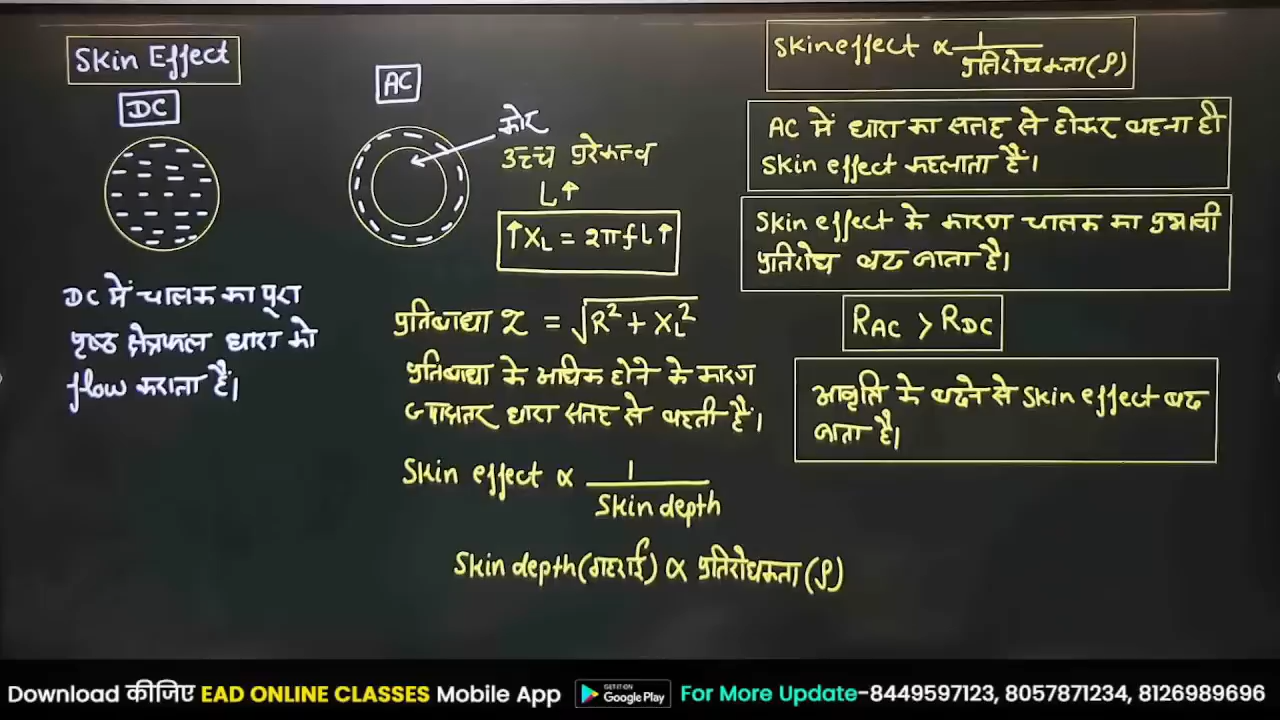 Skin Effect
DC
DC में चालक का पूरा
पृष्ठ क्षेत्रफल धारा को
flow कराता है।
AC
कोर
उच्च प्रेरकत्व
L↑
↑XL = 2πfL↑
प्रतिबाधा Z = √R² + XL²
प्रतिबाधा के अधिक होने के कारण
ज्यादातर धारा सतह से बहती है।
Skin effect ∝ 1
Skin depth
Skin depth(गहराई) ∝ प्रतिरोधकता (ρ)
Skin effect ∝ 1
प्रतिरोधकता (ρ)
AC में धारा का सतह से होकर बहना ही
Skin effect कहलाता है।
Skin effect के कारण चालक का प्रभावी
प्रतिरोध बढ जाता है।
RAC > RDC
आवृति के बढने से Skin effect बढ
जाता है।
Download कीजिए EAD ONLINE CLASSES Mobile App GET IT ON Google Play For More Update-8449597123, 8057871234, 8126989696